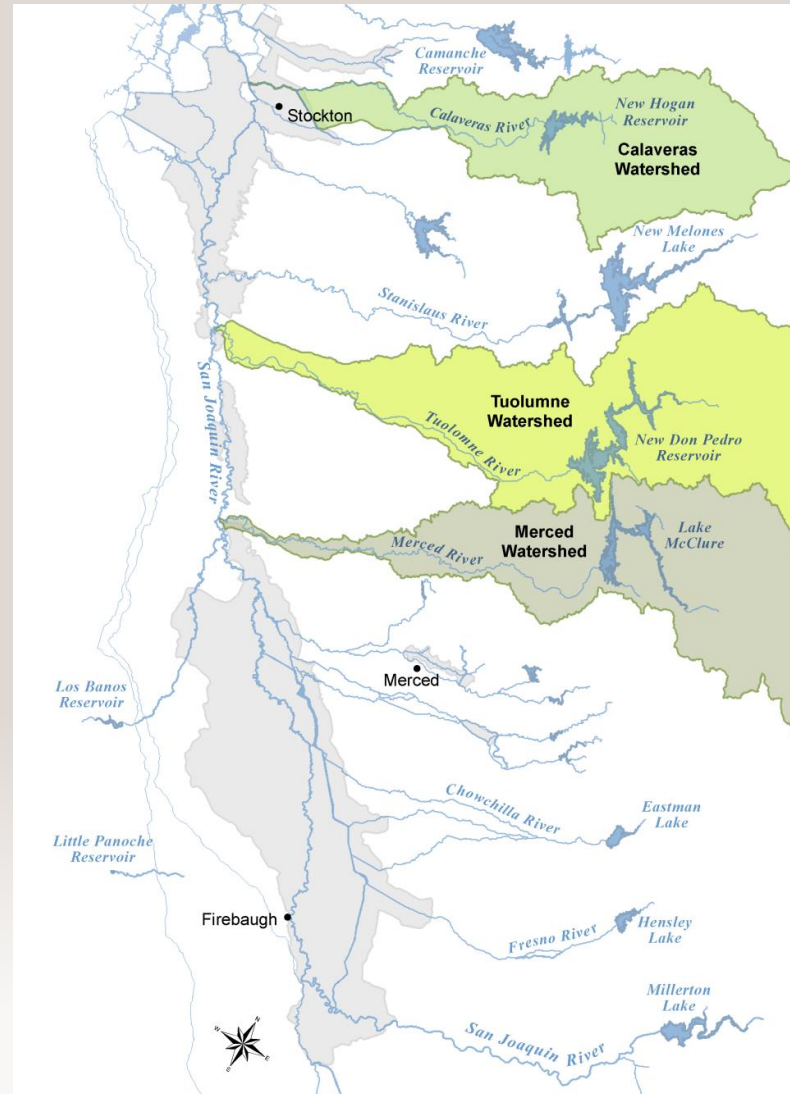 Camanche
Reservoir
Stockton
Calaveras River
New Hogan
Reservoir
Calaveras
Watershed
New Melones
Lake
Stanislaus River
San Joaquin River
Tuolumne
Watershed
Tuolomne River
New Don Pedro
Reservoir
Merced
Watershed
Merced River
Lake
McClure
Merced
Los Banos
Reservoir
Chowchilla River
Eastman
Lake
Little Panoche
Reservoir
Firebaugh
Fresno River
Hensley
Lake
Millerton
Lake
San Joaquin River
N
W
E
S